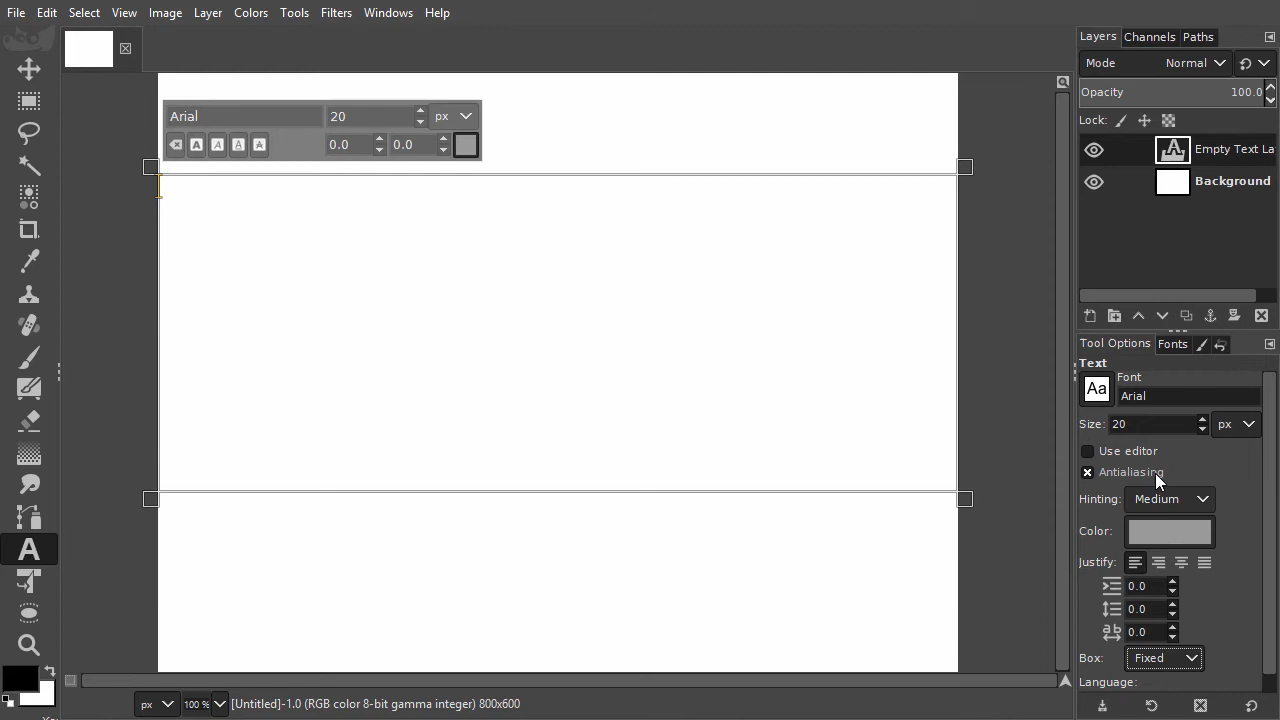 File Edit Select View Image Layer Colors Tools Filters Windows Help
Layers Channels Paths
Mode Normal
Opacity 100.0
Lock:
Arial 20 px
0.0 0.0
Empty Text La
Background
Tool Options Fonts
Text
Font
Aa Arial
Size: 20 px
Use editor
Antialiasing
Hinting: Medium
Color:
Justify:
0.0
0.0
0.0
Box: Fixed
Language:
px 100 % [Untitled]-1.0 (RGB color 8-bit gamma integer) 800x600